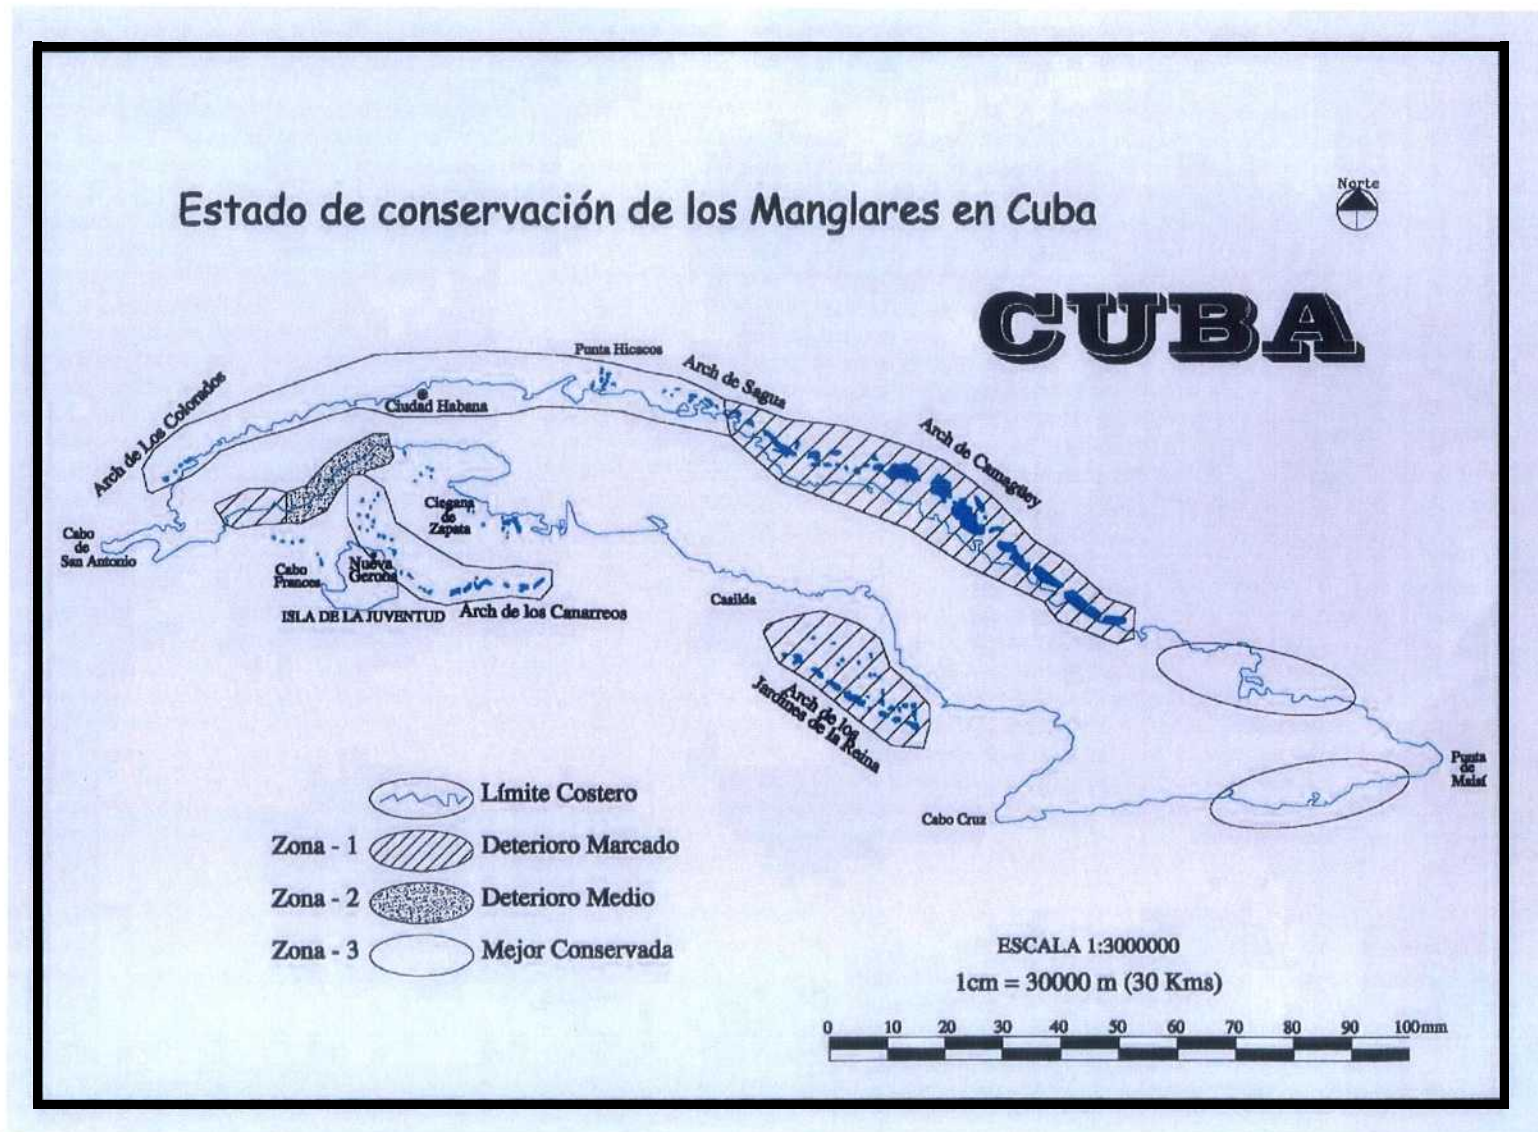 Norte
Estado de conservación de los Manglares en Cuba
CUBA
Punta Hicacos
Arch de Sagua
Arch de Los Colorados
Ciudad Habana
Arch de Camagüey
Cabo
de
San Antonio
Cabo
Frances
Nueva
Gerona
Ciegana
de
Zapata
ISLA DE LA JUVENTUD
Arch de los Canarreos
Casilda
Arch de los
Jardines de la Reina
Punta
de
Maisí
Cabo Cruz
Límite Costero
Zona - 1 Deterioro Marcado
Zona - 2 Deterioro Medio
Zona - 3 Mejor Conservada
ESCALA 1:3000000
1cm = 30000 m (30 Kms)
0 10 20 30 40 50 60 70 80 90 100mm